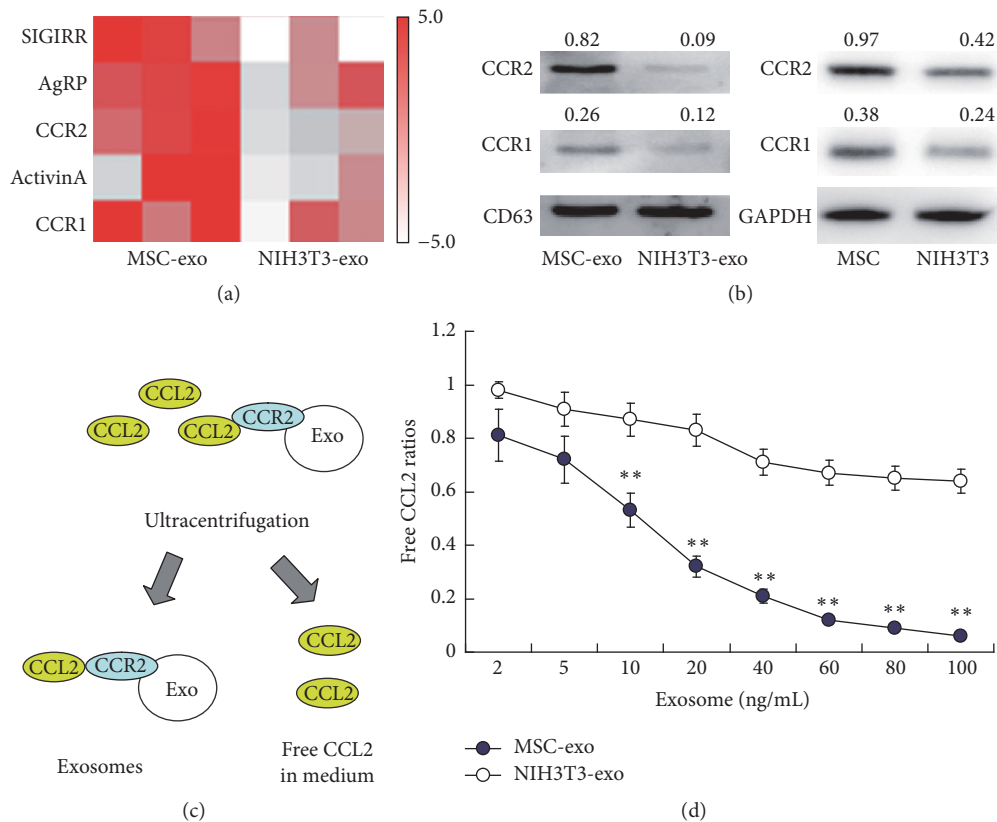 SIGIRR
AgRP
CCR2
ActivinA
CCR1
5.0
−5.0
MSC-exo NIH3T3-exo
(a)
0.82 0.09
CCR2
0.26 0.12
CCR1
CD63
MSC-exo NIH3T3-exo
0.97 0.42
CCR2
0.38 0.24
CCR1
GAPDH
MSC NIH3T3
(b)
CCL2
CCL2
CCL2
CCR2
Exo
Ultracentrifugation
CCL2
CCR2
Exo
CCL2
CCL2
Exosomes
Free CCL2
in medium
(c)
Free CCL2 ratios
1.2
1
0.8
0.6
0.4
0.2
0
** ** ** ** ** **
2 5 10 20 40 60 80 100
Exosome (ng/mL)
MSC-exo
NIH3T3-exo
(d)